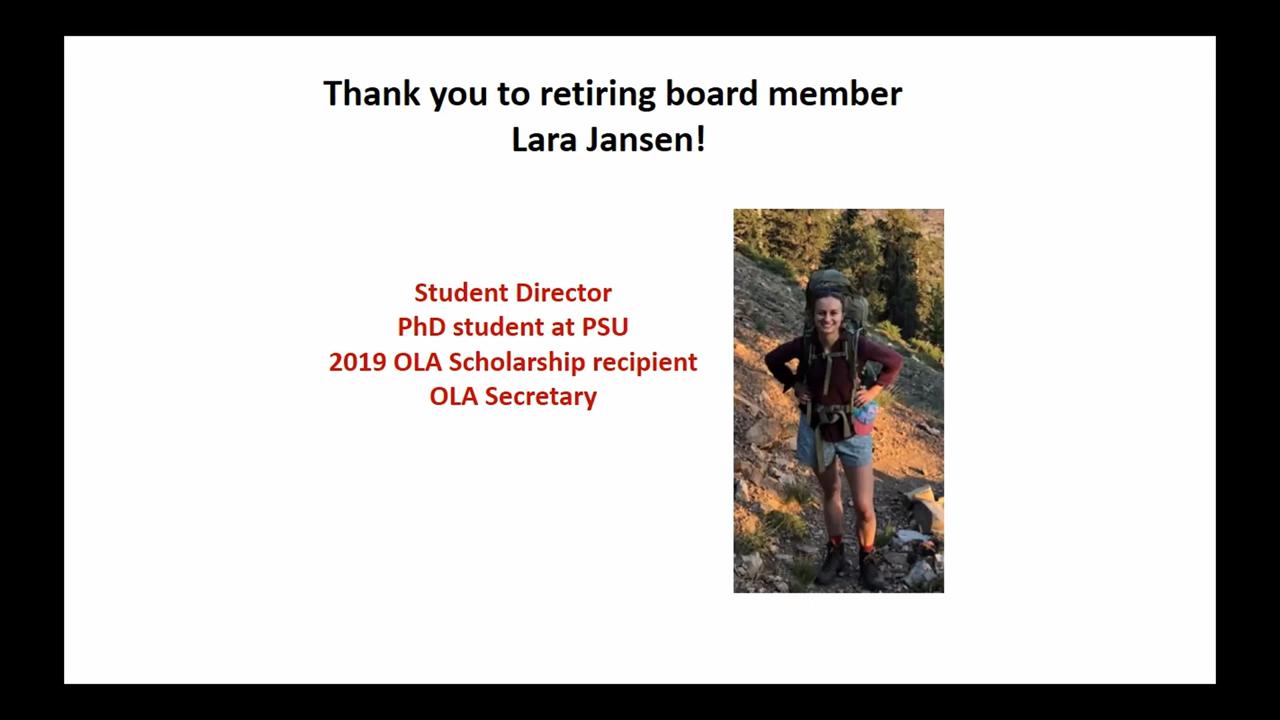 Thank you to retiring board member
Lara Jansen!
Student Director
PhD student at PSU
2019 OLA Scholarship recipient
OLA Secretary